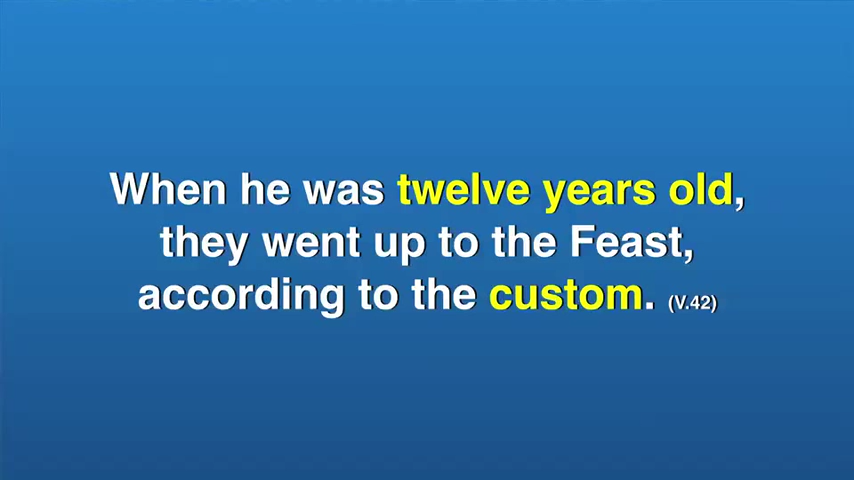 When he was twelve years old,
they went up to the Feast,
according to the custom. (V.42)